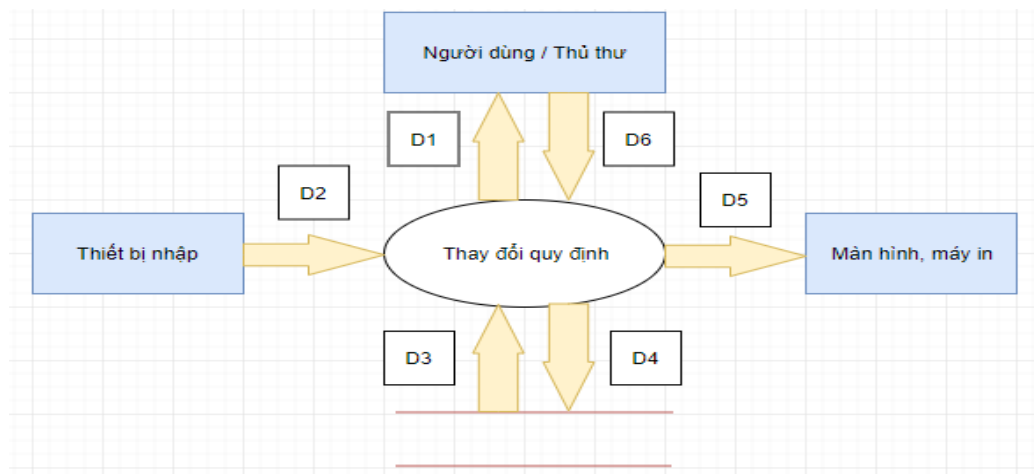 Người dùng / Thủ thư
D1
D6
D2
D5
Thiết bị nhập
Thay đổi quy định
Màn hình, máy in
D3
D4